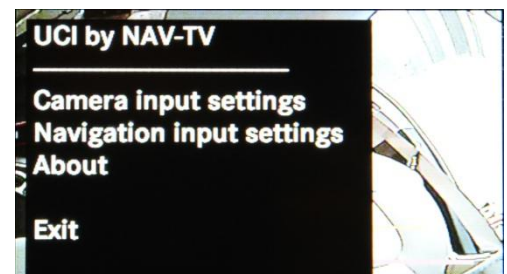 UCI by NAV-TV
Camera input settings
Navigation input settings
About
Exit